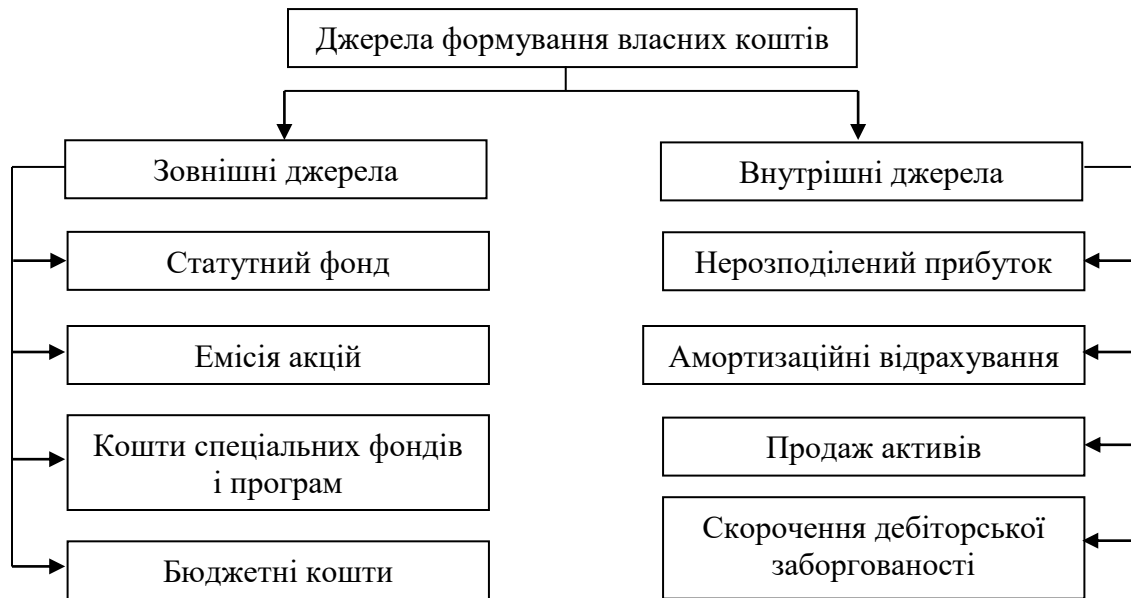 Джерела формування власних коштів
Зовнішні джерела
Внутрішні джерела
Статутний фонд
Нерозподілений прибуток
Емісія акцій
Амортизаційні відрахування
Кошти спеціальних фондів
і програм
Продаж активів
Бюджетні кошти
Скорочення дебіторської
заборгованості